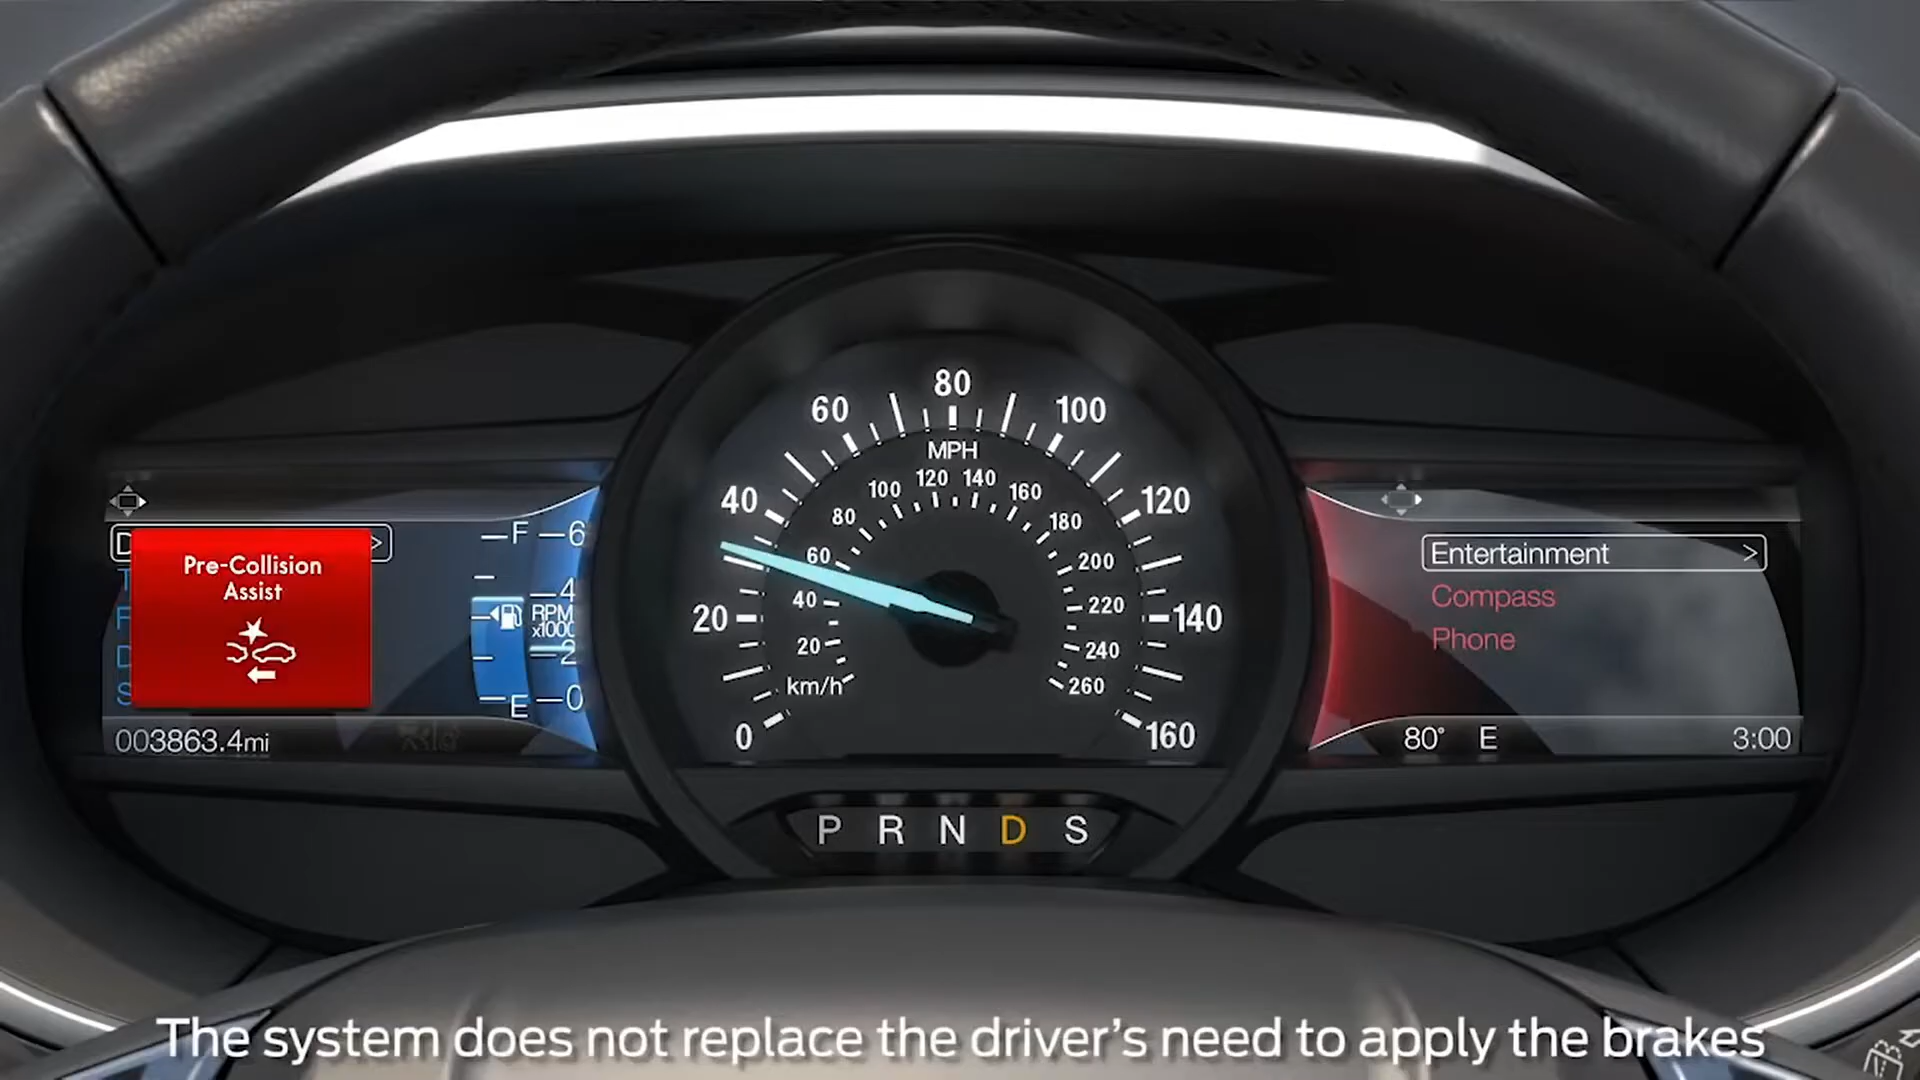 80
60
100
MPH
120 140
100
160
40
120
80
180
F
6
Pre-Collision
Assist
>
60
200
Entertainment >
4
40
220
Compass
RPM
x1000
20
140
20
240
Phone
2
km/h
260
E
0
0
160
003863.4mi
80° E
3:00
P R N D S
The system does not replace the driver's need to apply the brakes